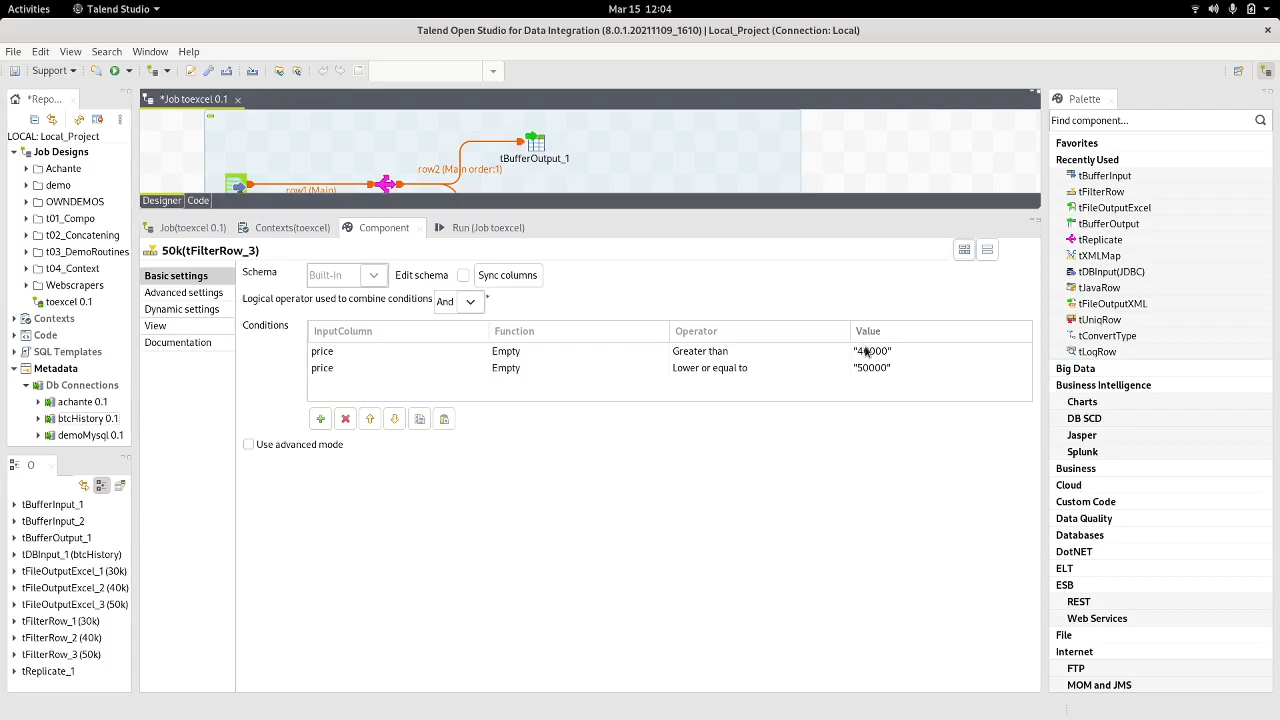 Activities
Talend Open Studio
Mar 15 12:04
Talend Open Studio for Data Integration (8.0.1.20211109_1610) | Local_Project (Connection: Local)
File Edit View Search Window Help
Support
*Repo...
*Job toexcel 0.1
Palette
LOCAL: Local_Project
Job Designs
Achante
demo
OWNDEMOS
t01_Compo
t02_Concatening
t03_DemoRoutines
t04_Context
Webscrapers
toexcel 0.1
Contexts
Code
SQL Templates
Metadata
Db Connections
achante 0.1
btcHistory 0.1
demoMysql 0.1
O
tBufferInput_1
tBufferInput_2
tBufferOutput_1
tDBInput_1 (btcHistory)
tFileOutputExcel_1 (30k)
tFileOutputExcel_2 (40k)
tFileOutputExcel_3 (50k)
tFilterRow_1 (30k)
tFilterRow_2 (40k)
tFilterRow_3 (50k)
tReplicate_1
tBufferOutput_1
row2 (Main order:1)
row1 (Main)
Designer Code
Job(toexcel 0.1)
Contexts(toexcel)
Component
Run (Job toexcel)
50k(tFilterRow_3)
Basic settings
Advanced settings
Dynamic settings
View
Documentation
Schema Built-In Edit schema Sync columns
Logical operator used to combine conditions And *
Conditions
InputColumn Function Operator Value
price Empty Greater than "40000"
price Empty Lower or equal to "50000"
Use advanced mode
Find component...
Favorites
Recently Used
tBufferInput
tFilterRow
tFileOutputExcel
tBufferOutput
tReplicate
tXMLMap
tDBInput(JDBC)
tJavaRow
tFileOutputXML
tUniqRow
tConvertType
tLogRow
Big Data
Business Intelligence
Charts
DB SCD
Jasper
Splunk
Business
Cloud
Custom Code
Data Quality
Databases
DotNET
ELT
ESB
REST
Web Services
File
Internet
FTP
MOM and JMS